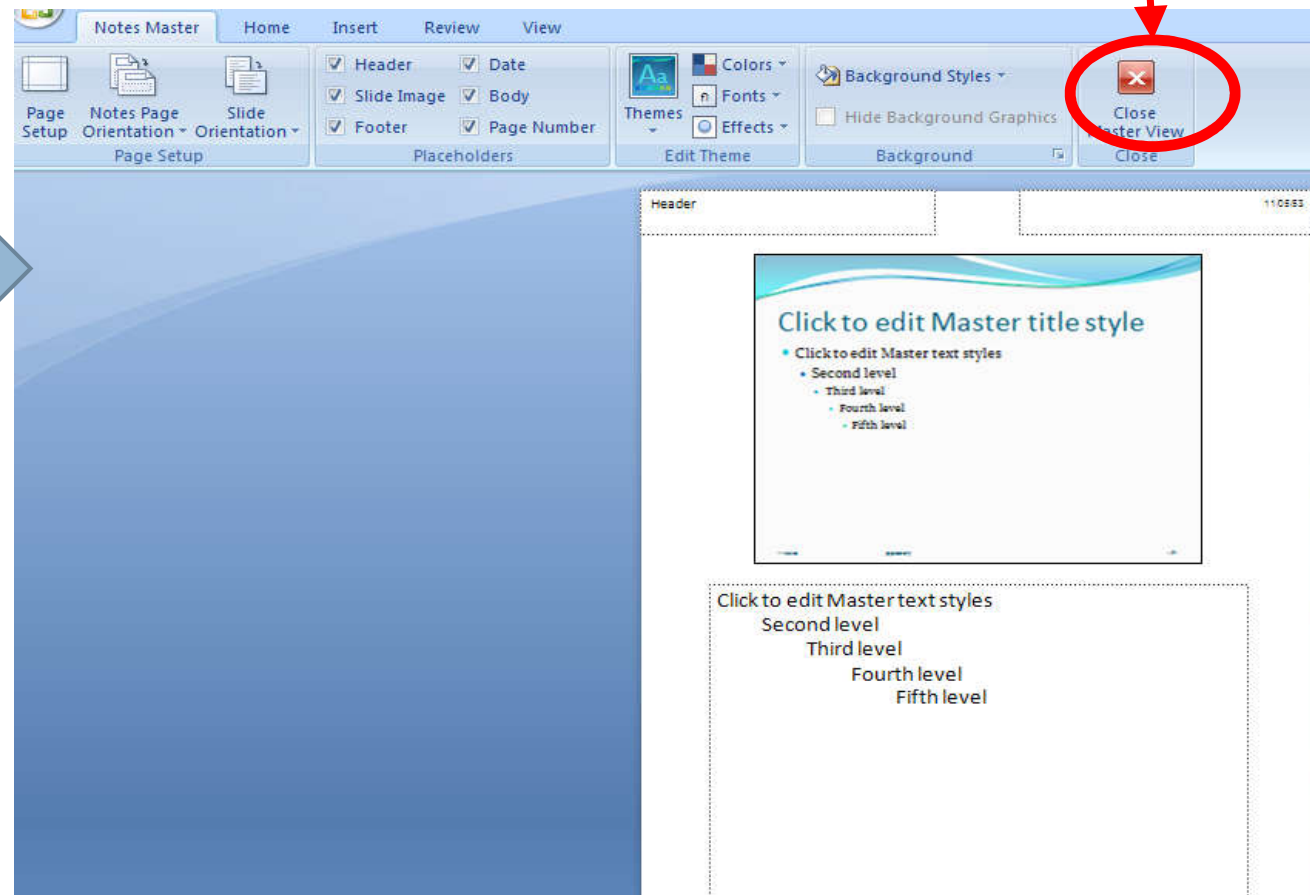 Notes Master Home Insert Review View
Header Date
Slide Image Body
Footer Page Number
Page Setup
Notes Page Orientation
Slide Orientation
Themes
Colors
Fonts
Effects
Background Styles
Hide Background Graphics
Close
Master View
Page Setup Placeholders Edit Theme Background Close
Header
Click to edit Master title style
Click to edit Master text styles
Second level
Third level
Fourth level
Fifth level
Click to edit Master text styles
Second level
Third level
Fourth level
Fifth level